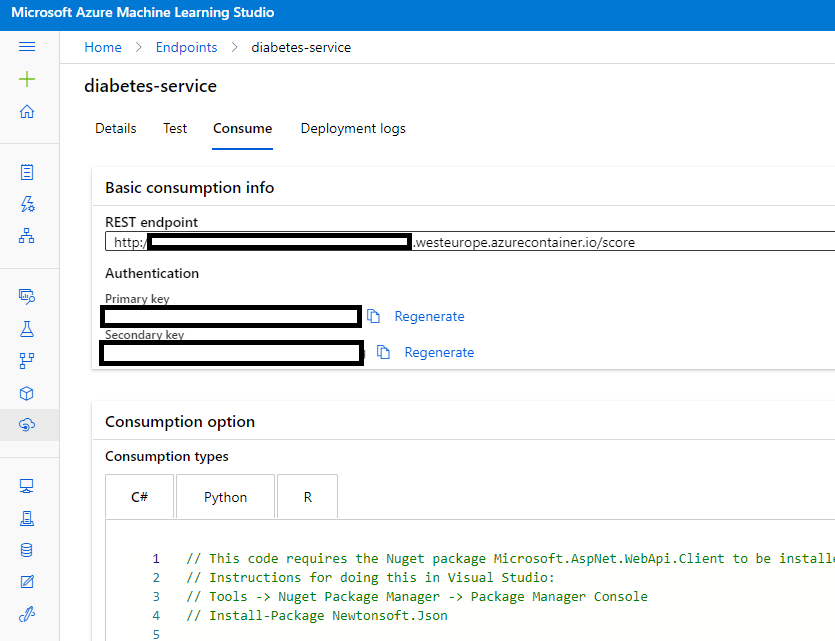 Microsoft Azure Machine Learning Studio
Home > Endpoints > diabetes-service
diabetes-service
Details Test Consume Deployment logs
Basic consumption info
REST endpoint
http:/ .westeurope.azurecontainer.io/score
Authentication
Primary key
Regenerate
Secondary key
Regenerate
Consumption option
Consumption types
C# Python R
1 // This code requires the Nuget package Microsoft.AspNet.WebApi.Client to be installe
2 // Instructions for doing this in Visual Studio:
3 // Tools -> Nuget Package Manager -> Package Manager Console
4 // Install-Package Newtonsoft.Json
5